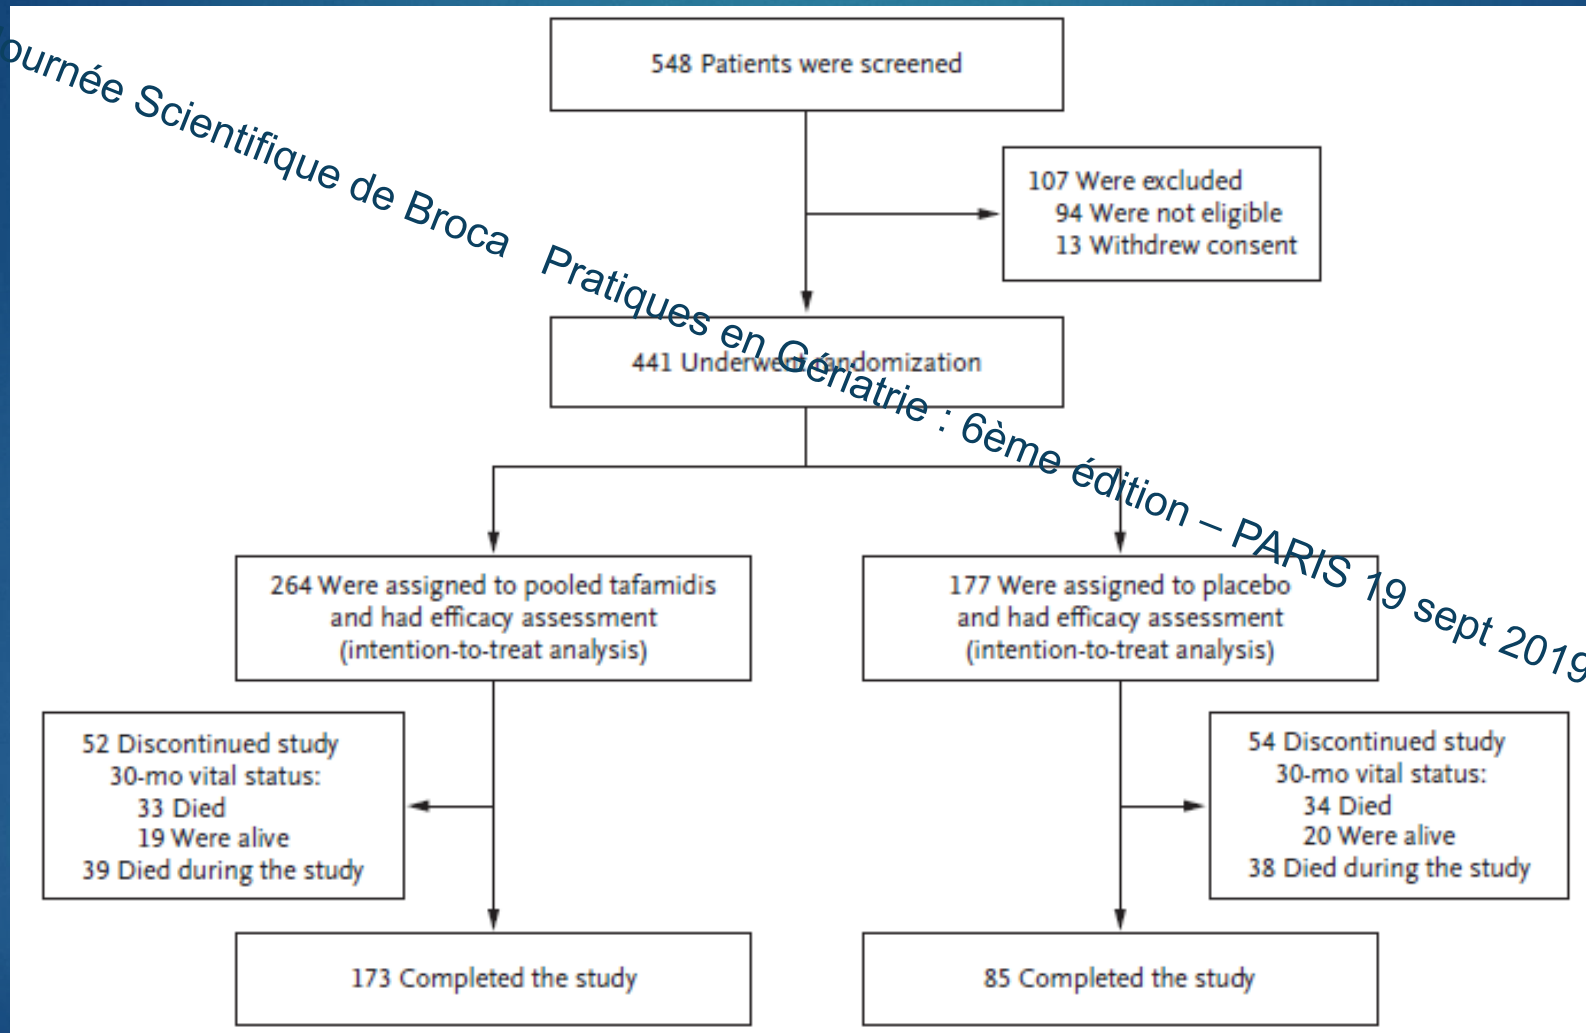 548 Patients were screened
107 Were excluded
94 Were not eligible
13 Withdrew consent
441 Underwent randomization
264 Were assigned to pooled tafamidis
and had efficacy assessment
(intention-to-treat analysis)
177 Were assigned to placebo
and had efficacy assessment
(intention-to-treat analysis)
52 Discontinued study
30-mo vital status:
33 Died
19 Were alive
39 Died during the study
54 Discontinued study
30-mo vital status:
34 Died
20 Were alive
38 Died during the study
173 Completed the study
85 Completed the study
ournée Scientifique de Broca Pratiques en Gériatrie : 6ème édition – PARIS 19 sept 2019